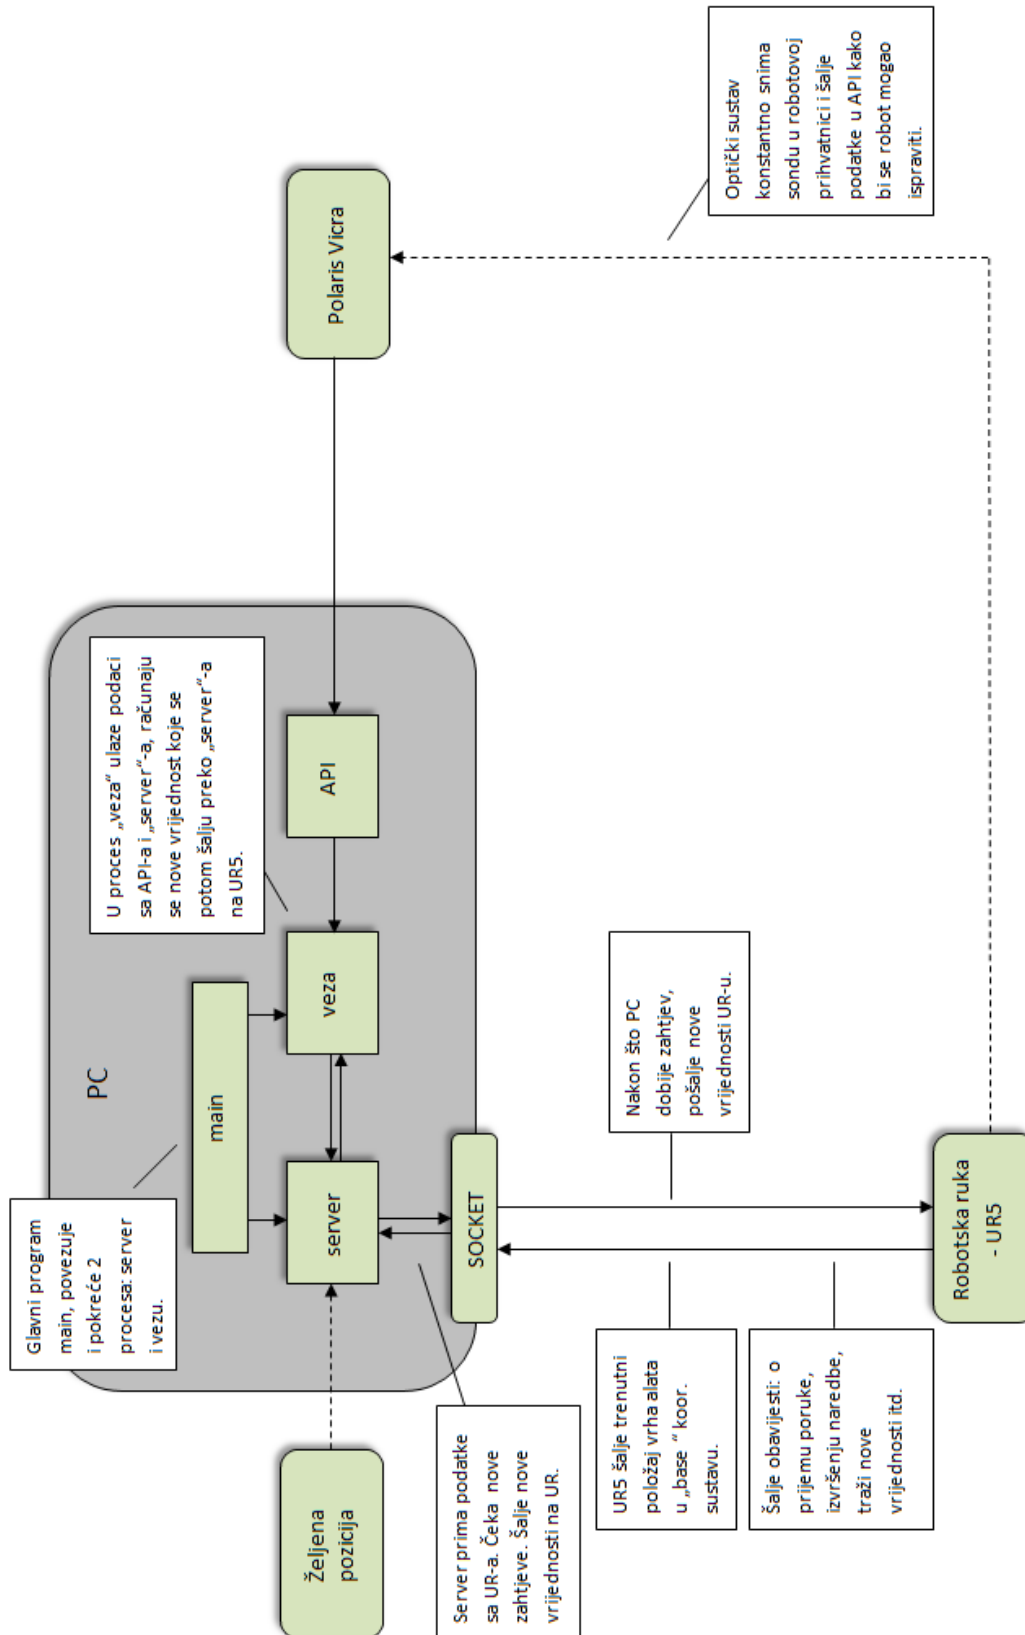 Glavni program
main, povezuje
i pokreće 2
procesa: server
i vezu.
PC
main
U proces „veza“ ulaze podaci
sa API-a i „server“-a, računaju
se nove vrijednost koje se
potom šalju preko „server“-a
na UR5.
Željena
pozicija
server
veza
API
Polaris Vicra
SOCKET
Server prima podatke
sa UR-a. Čeka nove
zahtjeve. Šalje nove
vrijednosti na UR.
UR5 šalje trenutni
položaj vrha alata
u „base “ koor.
sustavu.
Nakon što PC
dobije zahtjev,
pošalje nove
vrijednosti UR-u.
Optički sustav
konstantno snima
sondu u robotovoj
prihvatnici i šalje
podatke u API kako
bi se robot mogao
ispraviti.
Šalje obavijesti: o
prijemu poruke,
izvršenju naredbe,
traži nove
vrijednosti itd.
Robotska ruka
- UR5